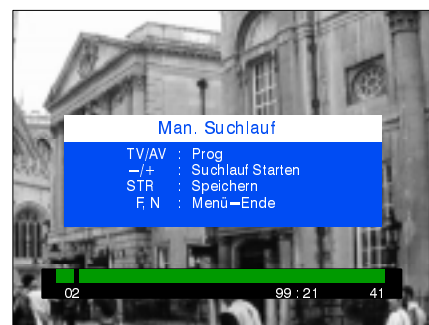 Man. Suchlauf
TV/AV : Prog
–/+ : Suchlauf Starten
STR : Speichern
F, N : Menü–Ende
02 99 : 21 41